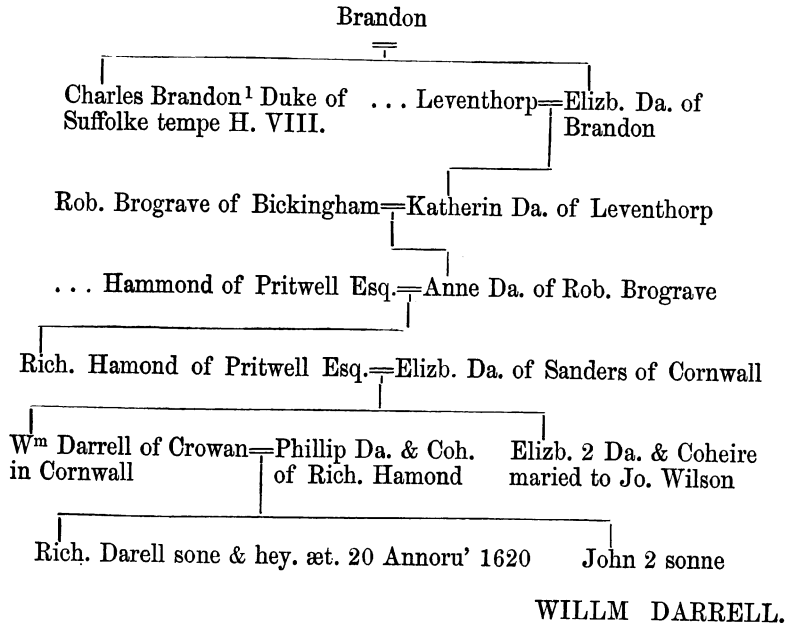 Brandon
Charles Brandon¹ Duke of
Suffolke tempe H. VIII.
... Leventhorp=Elizb. Da. of
Brandon
Rob. Brograve of Bickingham=Katherin Da. of Leventhorp
... Hammond of Pritwell Esq.=Anne Da. of Rob. Brograve
Rich. Hamond of Pritwell Esq.=Elizb. Da. of Sanders of Cornwall
Wᵐ Darrell of Crowan=Phillip Da. & Coh.
in Cornwall
of Rich. Hamond
Elizb. 2 Da. & Coheire
maried to Jo. Wilson
Rich. Darell sone & hey. æt. 20 Annoru' 1620
John 2 sonne
WILLM DARRELL.